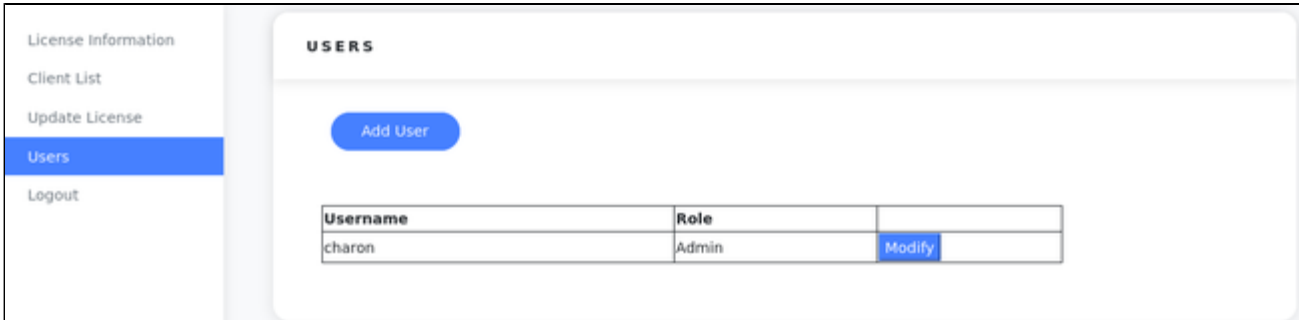 License Information
Client List
Update License
Users
Logout
USERS
Add User
Username Role
charon Admin Modify